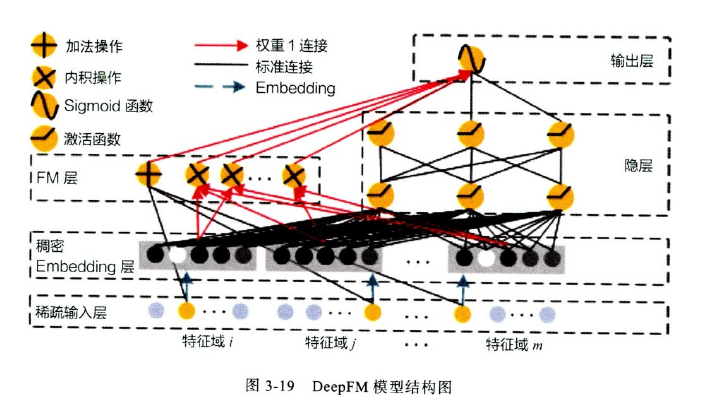 加法操作
内积操作
Sigmoid 函数
激活函数
权重 1 连接
标准连接
Embedding
输出层
隐层
FM 层
稠密
Embedding 层
稀疏输入层
特征域 i
特征域 j
特征域 m
图 3-19 DeepFM 模型结构图